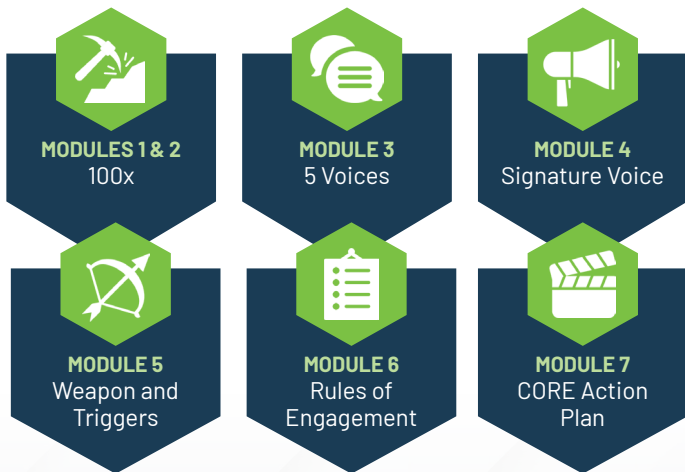 MODULES 1 & 2
100x
MODULE 3
5 Voices
MODULE 4
Signature Voice
MODULE 5
Weapon and
Triggers
MODULE 6
Rules of
Engagement
MODULE 7
CORE Action
Plan